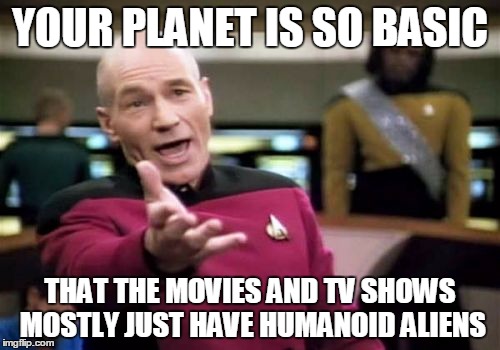 YOUR PLANET IS SO BASIC
THAT THE MOVIES AND TV SHOWS
MOSTLY JUST HAVE HUMANOID ALIENS
imgflip.com